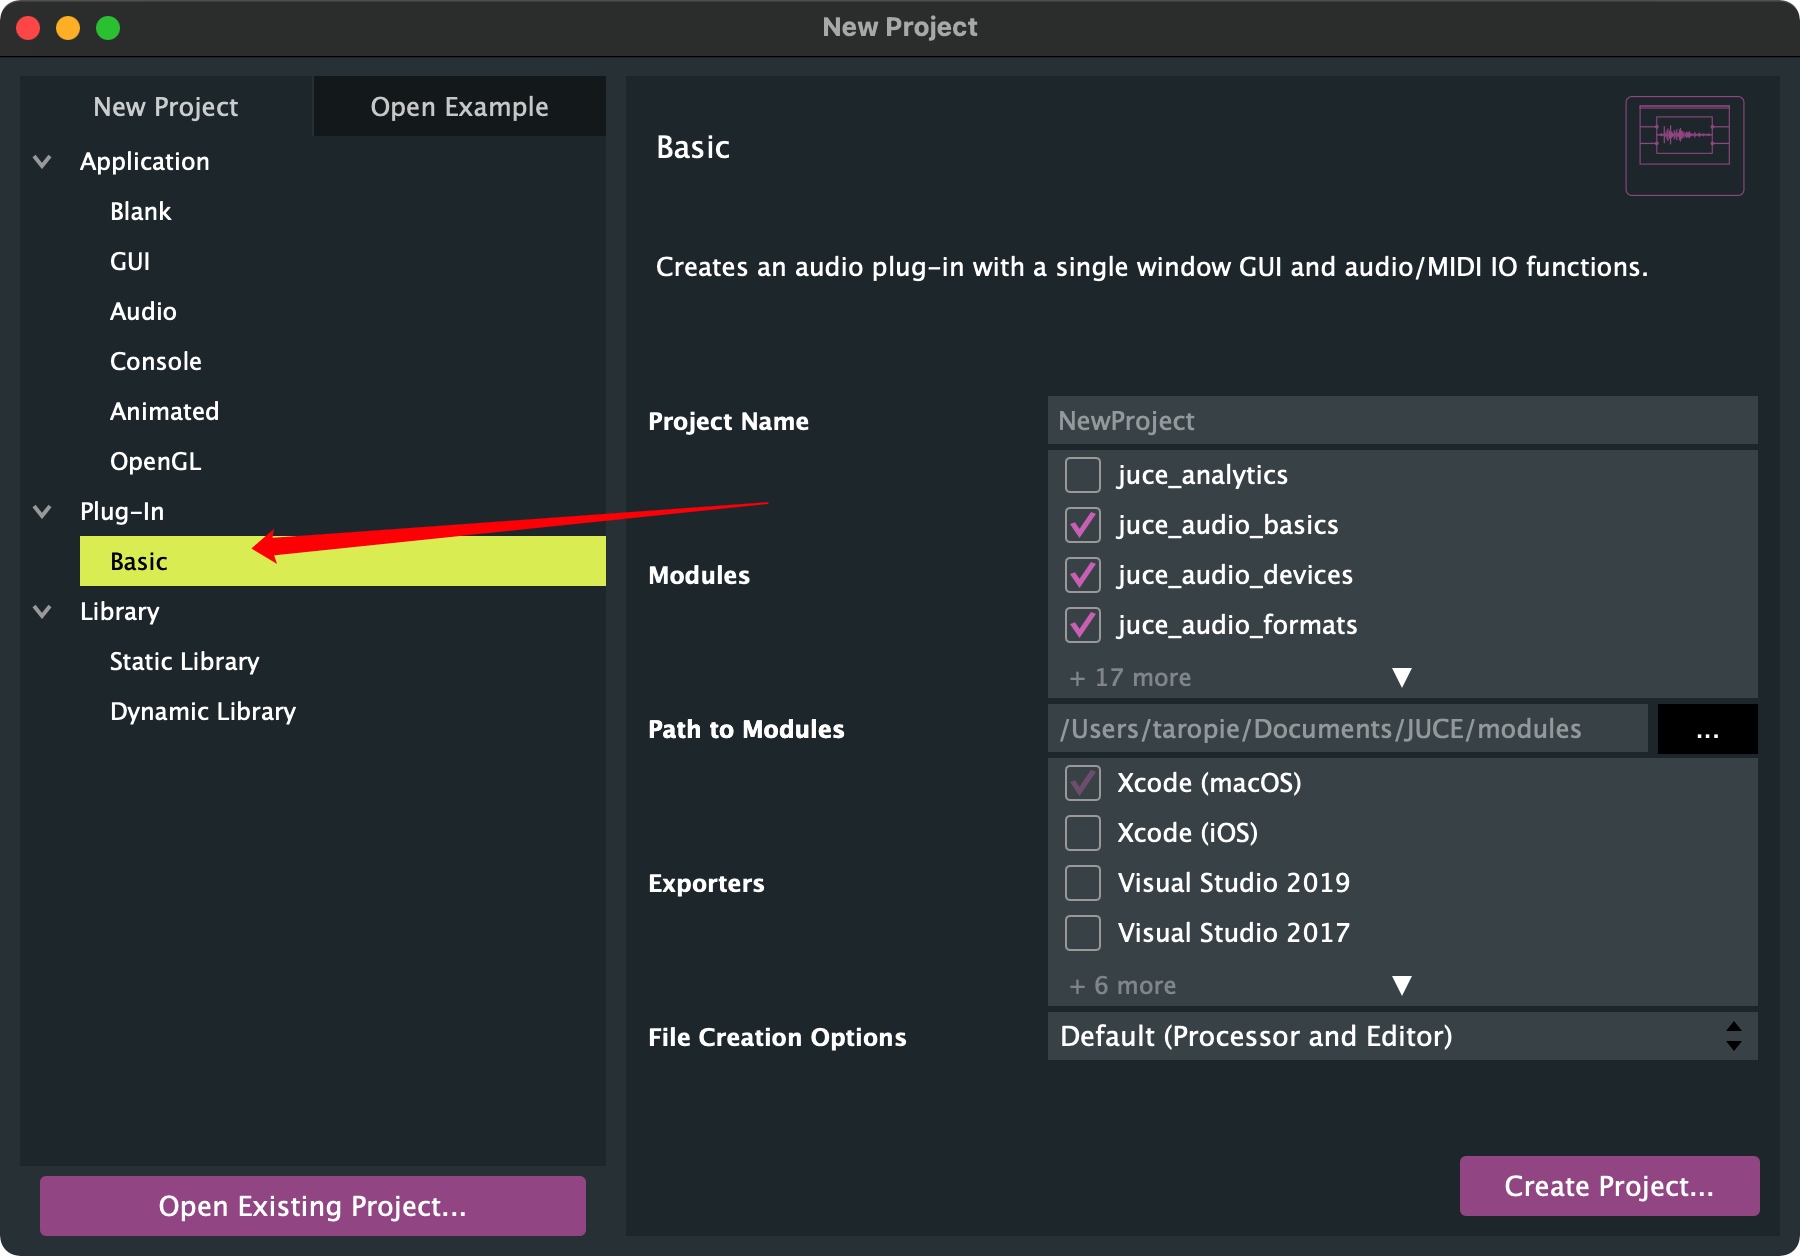 New Project
New Project
Open Example
Application
Blank
GUI
Audio
Console
Animated
OpenGL
Plug-In
Basic
Library
Static Library
Dynamic Library
Open Existing Project...
Basic
Creates an audio plug-in with a single window GUI and audio/MIDI IO functions.
Project Name
NewProject
Modules
juce_analytics
juce_audio_basics
juce_audio_devices
juce_audio_formats
+ 17 more
Path to Modules
/Users/taropie/Documents/JUCE/modules
...
Exporters
Xcode (macOS)
Xcode (iOS)
Visual Studio 2019
Visual Studio 2017
+ 6 more
File Creation Options
Default (Processor and Editor)
Create Project...